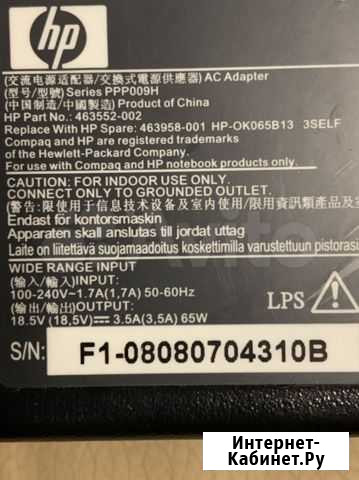 hp
(交流电源适配器/交換式電源供應器) AC Adapter
(型号/型號) Series PPP009H
(中国制造/中國製造) Product of China
HP Part No.: 463552-002
Replace With HP Spare: 463958-001 HP-OK065B13 3SELF
Compaq and HP are registered trademarks
of the Hewlett-Packard Company.
For use with Compaq and HP notebook products only.
CAUTION: FOR INDOOR USE ONLY.
CONNECT ONLY TO GROUNDED OUTLET.
警告: 限使用于信息技术设备及室内使用 / 限使用於資訊類產品
Endast för kontorsmaskin
Apparaten skall anslutas till jordat uttag
Laite on liitettävä suojamaadoitus koskettimilla varustettuun pistoras
WIDE RANGE INPUT
(输入/輸入)INPUT:
100-240V~1.7A(1,7A) 50-60Hz
(输出/輸出)OUTPUT:
18.5V (18,5V)⎓3.5A(3,5A) 65W
LPS
S/N: F1-08080704310B
Avito
Интернет-
Кабинет.Ру